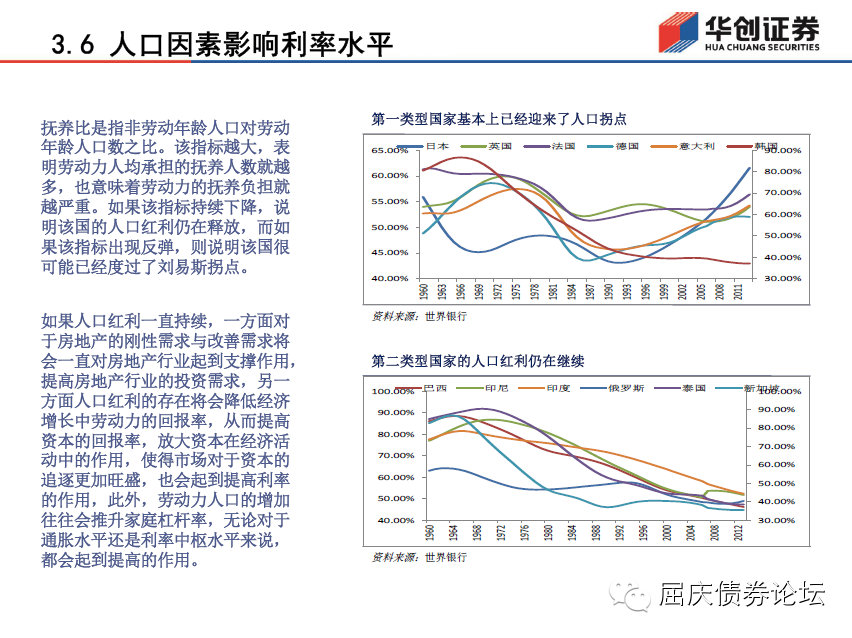 3.6 人口因素影响利率水平
华创证券
HUA CHUANG SECURITIES
抚养比是指非劳动年龄人口对劳动
年龄人口数之比。该指标越大，表
明劳动力人均承担的抚养人数就越
多，也意味着劳动力的抚养负担就
越严重。如果该指标持续下降，说
明该国的人口红利仍在释放，而如
果该指标出现反弹，则说明该国很
可能已经度过了刘易斯拐点。
如果人口红利一直持续，一方面对
于房地产的刚性需求与改善需求将
会一直对房地产行业起到支撑作用，
提高房地产行业的投资需求，另一
方面人口红利的存在将会降低经济
增长中劳动力的回报率，从而提高
资本的回报率，放大资本在经济活
动中的作用，使得市场对于资本的
追逐更加旺盛，也会起到提高利率
的作用，此外，劳动力人口的增加
往往会推升家庭杠杆率，无论对于
通胀水平还是利率中枢水平来说，
都会起到提高的作用。
第一类型国家基本上已经迎来了人口拐点
日本 英国 法国 德国 意大利 韩国
65.00% 60.00% 55.00% 50.00% 45.00% 40.00%
90.00% 80.00% 70.00% 60.00% 50.00% 40.00% 30.00%
1960 1963 1966 1969 1972 1975 1978 1981 1984 1987 1990 1993 1996 1999 2002 2005 2008 2011
资料来源：世界银行
第二类型国家的人口红利仍在继续
巴西 印尼 印度 俄罗斯 泰国 新加坡
100.00% 90.00% 80.00% 70.00% 60.00% 50.00% 40.00%
100.00% 90.00% 80.00% 70.00% 60.00% 50.00% 40.00% 30.00%
1960 1964 1968 1972 1976 1980 1984 1988 1992 1996 2000 2004 2008 2012
资料来源：世界银行
屈庆债券论坛